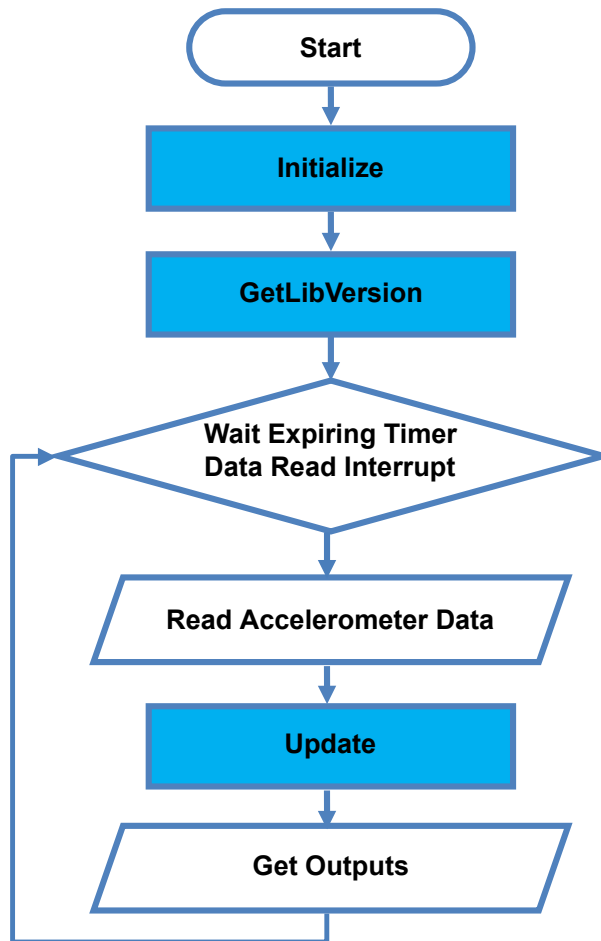 Start
Initialize
GetLibVersion
Wait Expiring Timer
Data Read Interrupt
Read Accelerometer Data
Update
Get Outputs